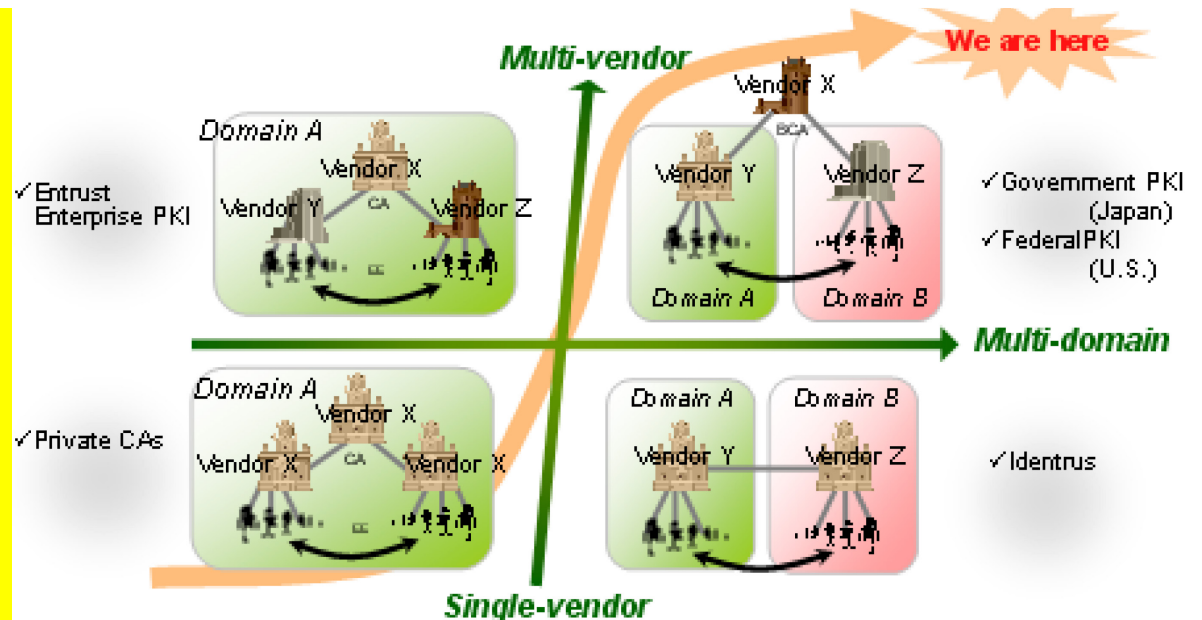 Multi-vendor
We are here
Domain A
Vendor X
Vendor Y
CA
Vendor Z
EE
✓Entrust
Enterprise PKI
Vendor X
BCA
Vendor Y
Vendor Z
Domain A
Domain B
✓Government PKI
(Japan)
✓FederalPKI
(U.S.)
Multi-domain
Domain A
Vendor X
Vendor X
CA
Vendor X
EE
✓Private CAs
Domain A
Domain B
Vendor Y
Vendor Z
✓Identrus
Single-vendor